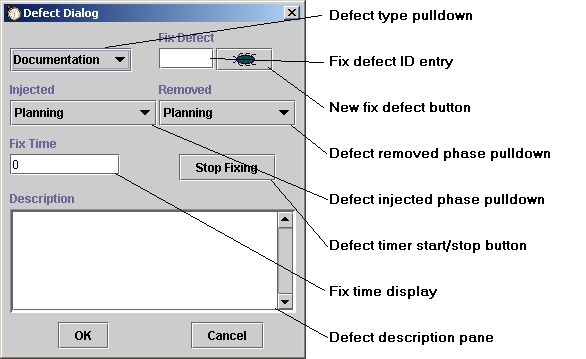 Defect Dialog
Defect type pulldown
Fix Defect
Documentation
Fix defect ID entry
New fix defect button
Injected
Removed
Planning
Planning
Defect removed phase pulldown
Fix Time
0
Stop Fixing
Defect injected phase pulldown
Description
Defect timer start/stop button
Fix time display
OK
Cancel
Defect description pane